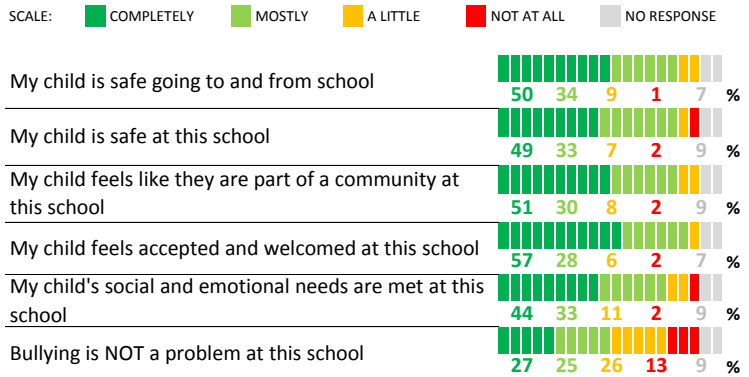 SCALE: COMPLETELY MOSTLY A LITTLE NOT AT ALL NO RESPONSE
My child is safe going to and from school
50 34 9 1 7 %
My child is safe at this school
49 33 7 2 9 %
My child feels like they are part of a community at
this school
51 30 8 2 9 %
My child feels accepted and welcomed at this school
57 28 6 2 7 %
My child's social and emotional needs are met at this
school
44 33 11 2 9 %
Bullying is NOT a problem at this school
27 25 26 13 9 %